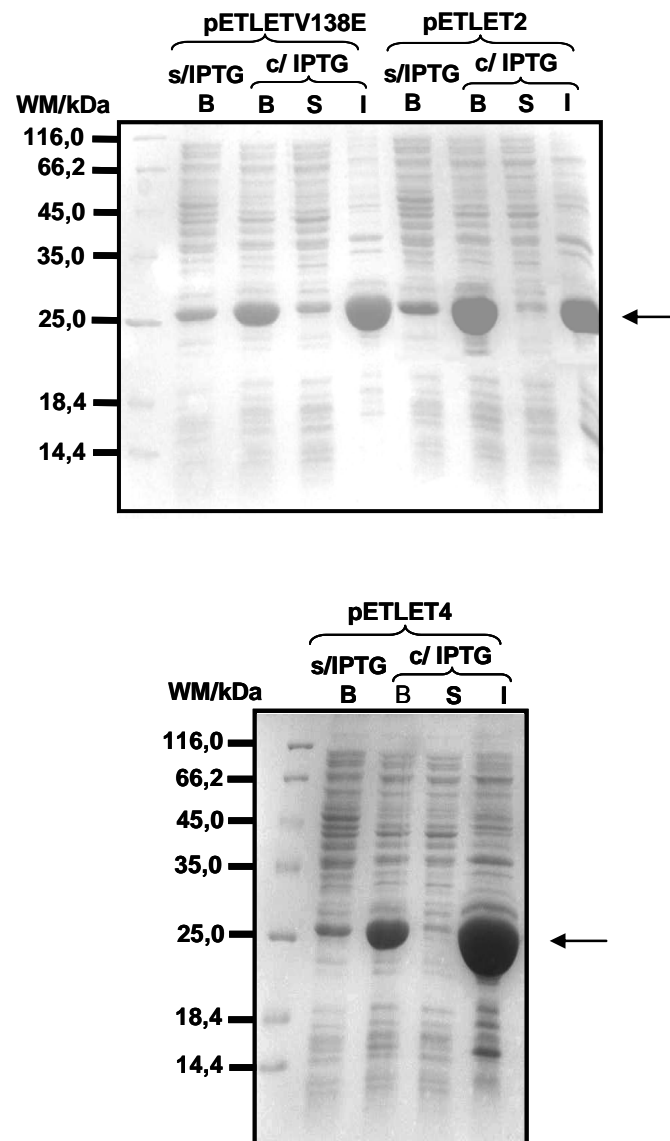 pETLETV138E pETLET2
s/IPTG c/ IPTG s/IPTG c/ IPTG
WM/kDa B B S I B B S I
116,0
66,2
45,0
35,0
25,0
18,4
14,4
pETLET4
s/IPTG c/ IPTG
WM/kDa B B S I
116,0
66,2
45,0
35,0
25,0
18,4
14,4